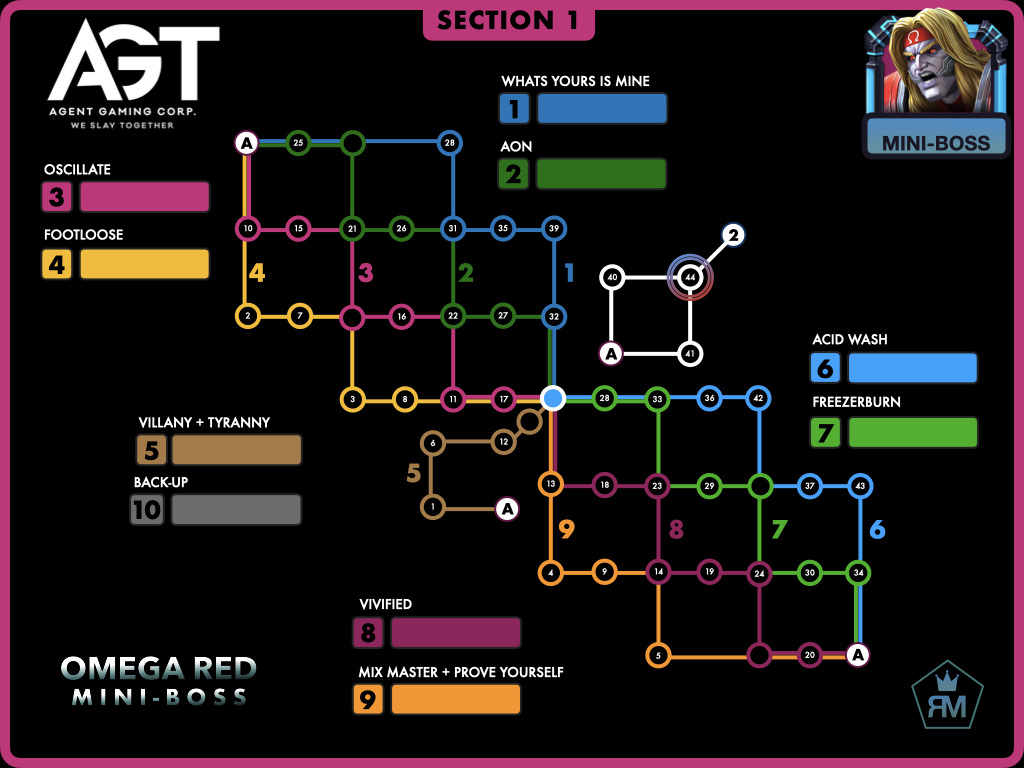 SECTION 1
AGT
AGENT GAMING CORP.
WE SLAY TOGETHER
WHATS YOURS IS MINE
1
AON
2
Ω
MINI-BOSS
OSCILLATE
3
FOOTLOOSE
4
A 25 28
10 15 21 26 31 35 39
4 3 2 1
2 7 16 22 27 32
3 8 11 17
2
40 44
A 41
ACID WASH
6
FREEZERBURN
7
VILLANY + TYRANNY
5
BACK-UP
10
6 12
5
1 A
28 33 36 42
13 18 23 29 37 43
9 8 7 6
4 9 14 19 24 30 34
5 20 A
VIVIFIED
8
MIX MASTER + PROVE YOURSELF
9
OMEGA RED
MINI-BOSS
RM